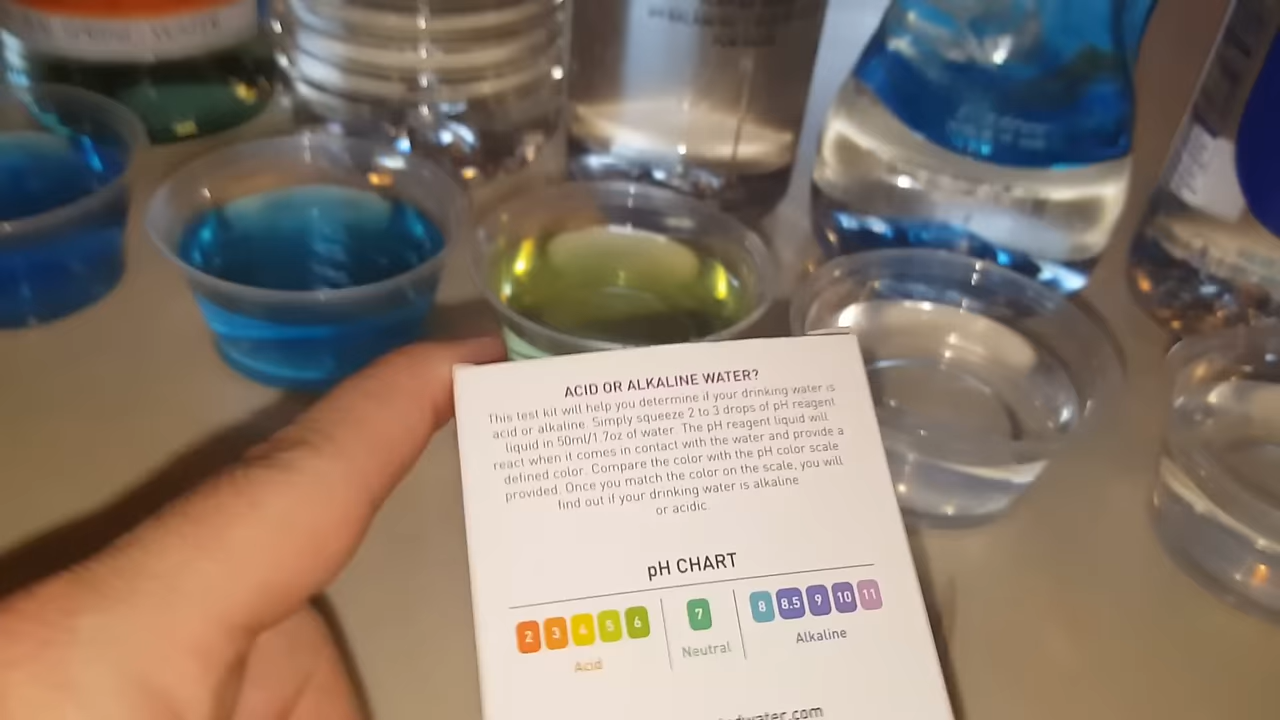 SPRING WATER
ACID OR ALKALINE WATER?
This test kit will help you determine if your drinking water is
acid or alkaline. Simply squeeze 2 to 3 drops of pH reagent
liquid in 50ml/1.7oz of water. The pH reagent liquid will
react when it comes in contact with the water and provide a
defined color. Compare the color with the pH color scale
provided. Once you match the color on the scale, you will
find out if your drinking water is alkaline
or acidic.
pH CHART
2 3 4 5 6 7 8 8.5 9 10 11
Acid Neutral Alkaline